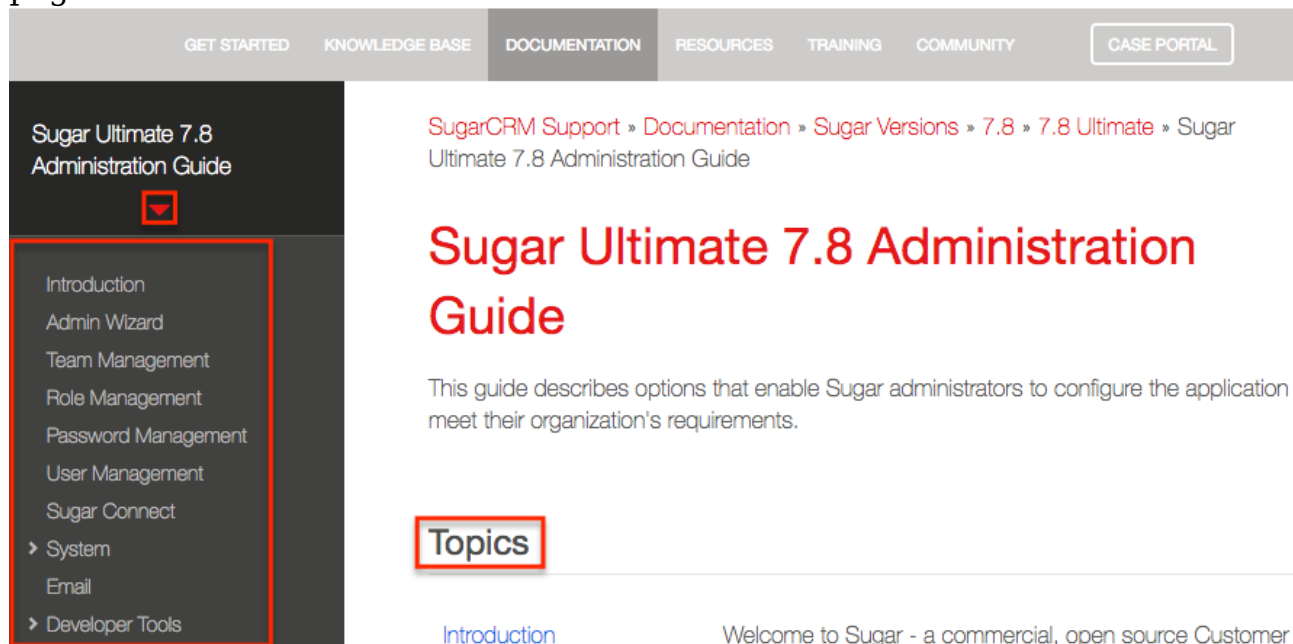 GET STARTED KNOWLEDGE BASE DOCUMENTATION RESOURCES TRAINING COMMUNITY CASE PORTAL
Sugar Ultimate 7.8
Administration Guide
Introduction
Admin Wizard
Team Management
Role Management
Password Management
User Management
Sugar Connect
> System
Email
> Developer Tools
SugarCRM Support » Documentation » Sugar Versions » 7.8 » 7.8 Ultimate » Sugar
Ultimate 7.8 Administration Guide
Sugar Ultimate 7.8 Administration
Guide
This guide describes options that enable Sugar administrators to configure the application
meet their organization's requirements.
Topics
Introduction Welcome to Sugar - a commercial, open source Customer